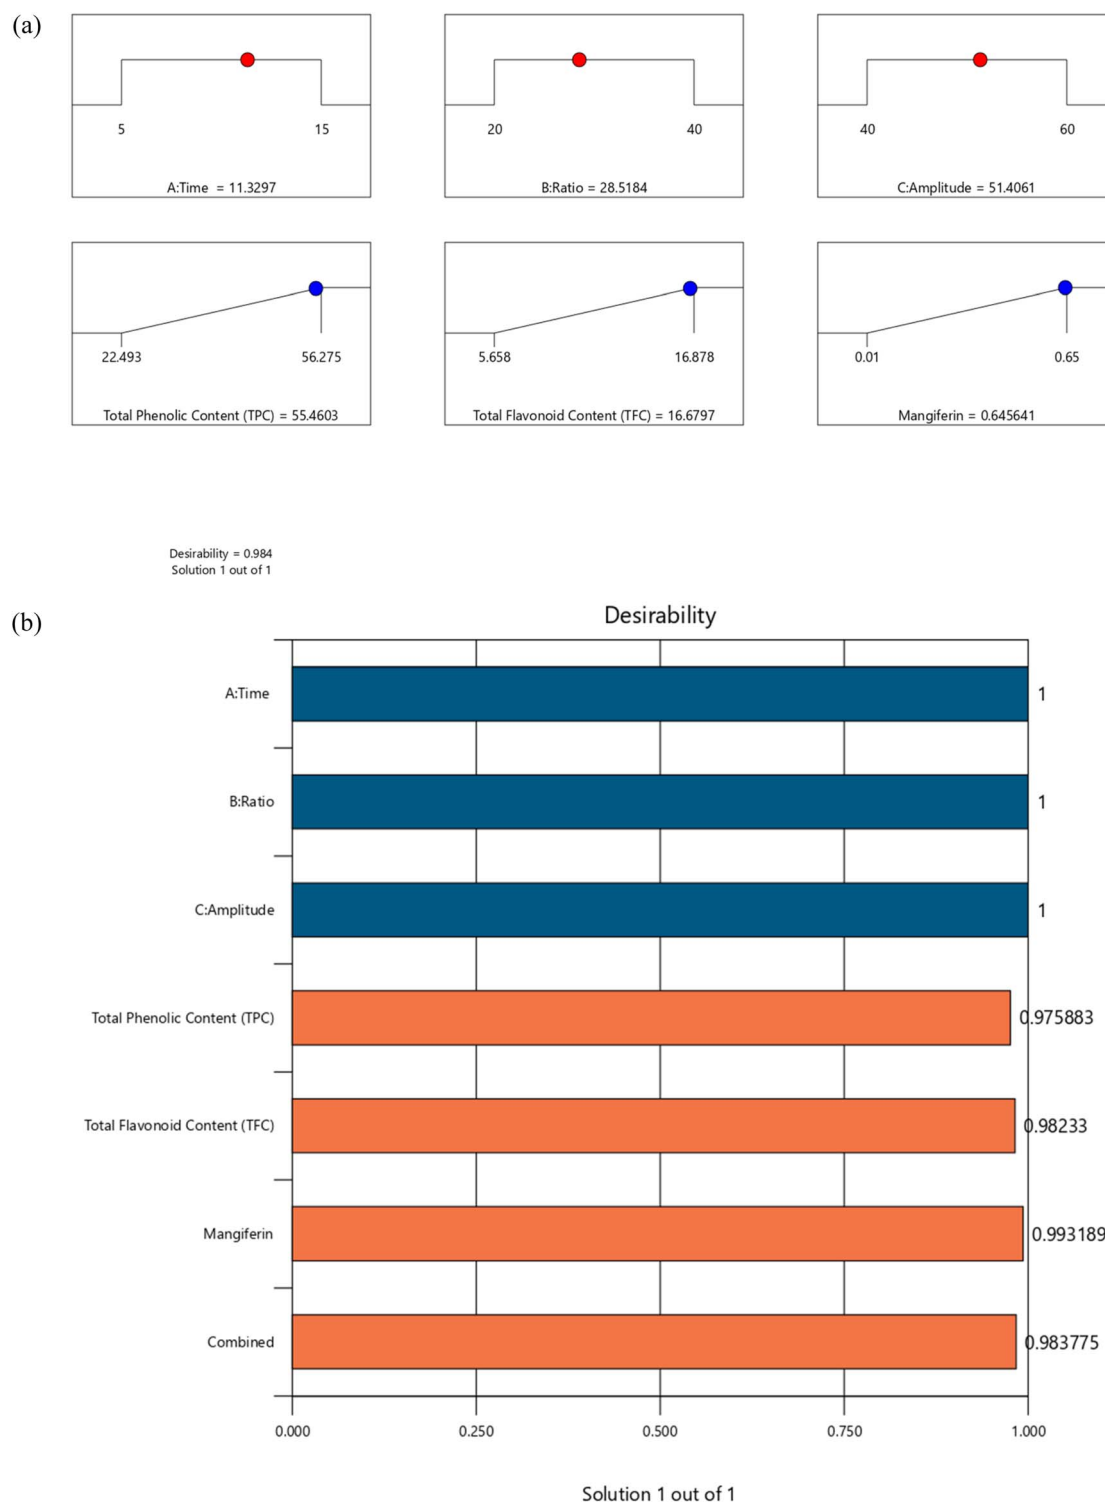 (a)
5 15
A:Time = 11.3297
20 40
B:Ratio = 28.5184
40 60
C:Amplitude = 51.4061
22.493 56.275
Total Phenolic Content (TPC) = 55.4603
5.658 16.878
Total Flavonoid Content (TFC) = 16.6797
0.01 0.65
Mangiferin = 0.645641
Desirability = 0.984
Solution 1 out of 1
(b)
Desirability
A:Time 1
B:Ratio 1
C:Amplitude 1
Total Phenolic Content (TPC) 0.975883
Total Flavonoid Content (TFC) 0.98233
Mangiferin 0.993189
Combined 0.983775
0.000 0.250 0.500 0.750 1.000
Solution 1 out of 1